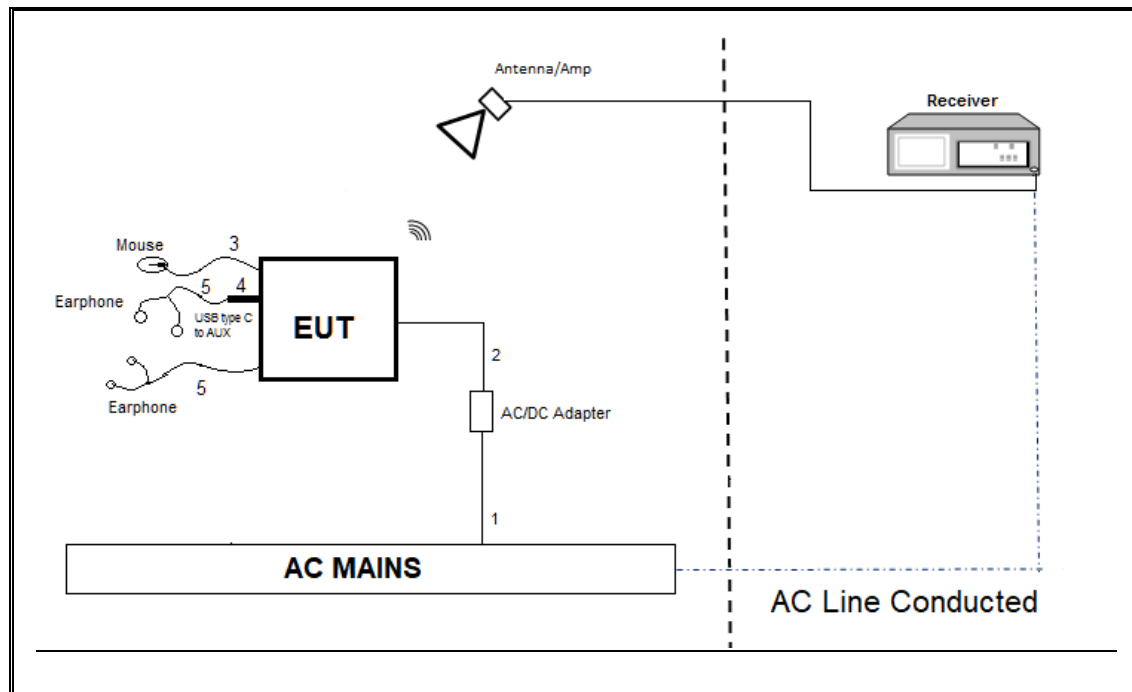 Antenna/Amp
Receiver
Mouse
3
5
4
Earphone
USB type C
to AUX
EUT
2
5
Earphone
AC/DC Adapter
1
AC MAINS
AC Line Conducted